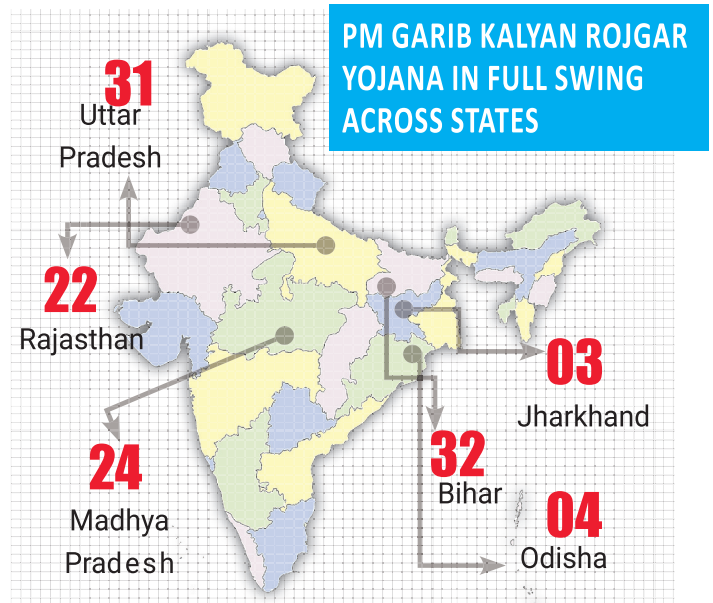 PM GARIB KALYAN ROJGAR
YOJANA IN FULL SWING
ACROSS STATES
31
Uttar
Pradesh
22
Rajasthan
24
Madhya
Pradesh
03
Jharkhand
32
Bihar
04
Odisha